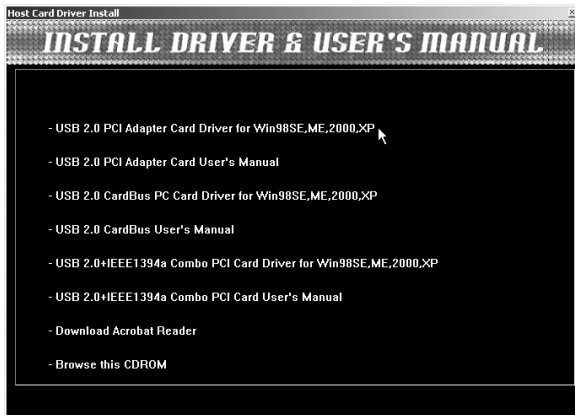 Host Card Driver Install
INSTALL DRIVER & USER'S MANUAL
- USB 2.0 PCI Adapter Card Driver for Win98SE,ME,2000,XP
- USB 2.0 PCI Adapter Card User's Manual
- USB 2.0 CardBus PC Card Driver for Win98SE,ME,2000,XP
- USB 2.0 CardBus User's Manual
- USB 2.0+IEEE1394a Combo PCI Card Driver for Win98SE,ME,2000,XP
- USB 2.0+IEEE1394a Combo PCI Card User's Manual
- Download Acrobat Reader
- Browse this CDROM